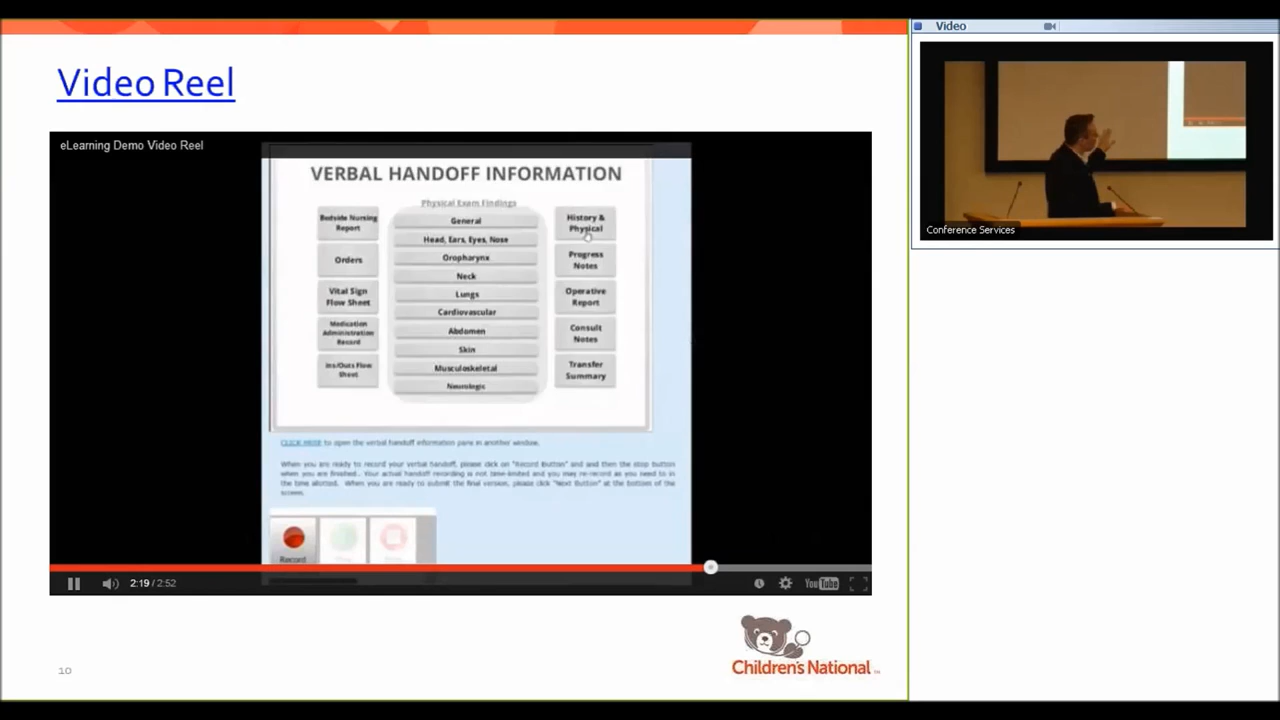 Video
Video Reel
eLearning Demo Video Reel
VERBAL HANDOFF INFORMATION
Physical Exam Findings
Bedside Nursing
Report
Orders
Vital Sign
Flow Sheet
Medication
Administration
Record
Ins/Outs Flow
Sheet
General
Head, Ears, Eyes, Nose
Oropharynx
Neck
Lungs
Cardiovascular
Abdomen
Skin
Musculoskeletal
Neurologic
History &
Physical
Progress
Notes
Operative
Report
Consult
Notes
Transfer
Summary
CLICK HERE to open the verbal handoff information pane in another window.
When you are ready to record your verbal handoff, please click on "Record Button" and and then the stop button
when you are finished. Your actual handoff recording is not time-limited and you may re-record as you need to in
the time allotted. When you are ready to submit the final version, please click "Next Button" at the bottom of the
screen.
Record
2:19 / 2:52
YouTube
Children's National
TM
10
Conference Services